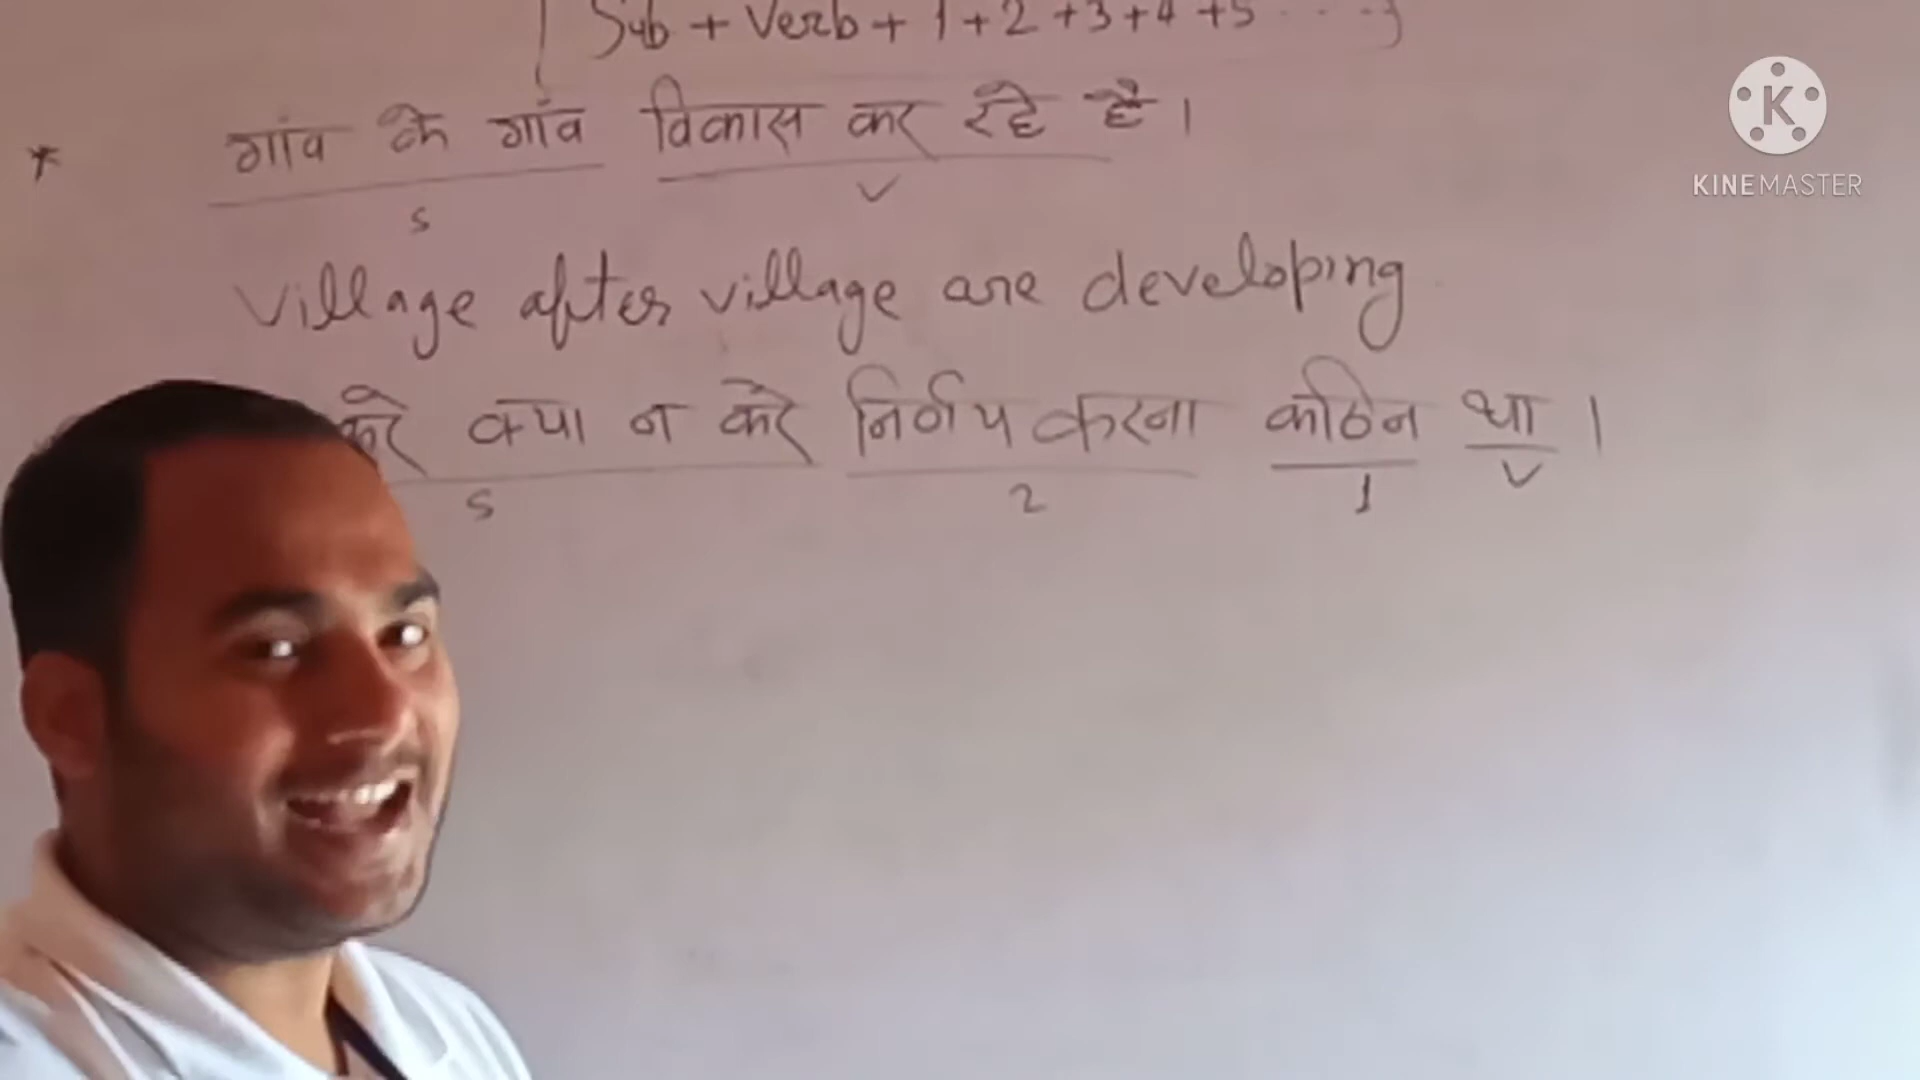 Sub + Verb + 1 + 2 + 3 + 4 + 5 - - - }
* गांव के गांव विकास कर रहे हैं।
S V
Village after village are developing
करे क्या न करे निर्णय करना कठिन था।
S 2 1 V
K
KINEMASTER